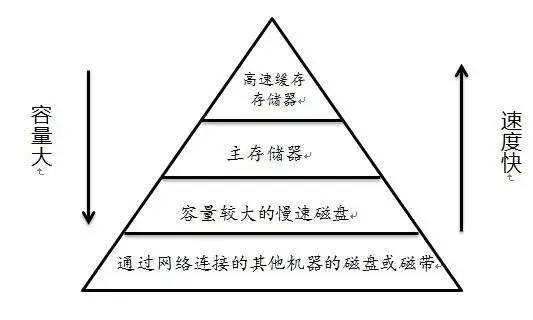 高速缓存
存储器
容量大
速度快
主存储器
容量较大的慢速磁盘
通过网络连接的其他机器的磁盘或磁带